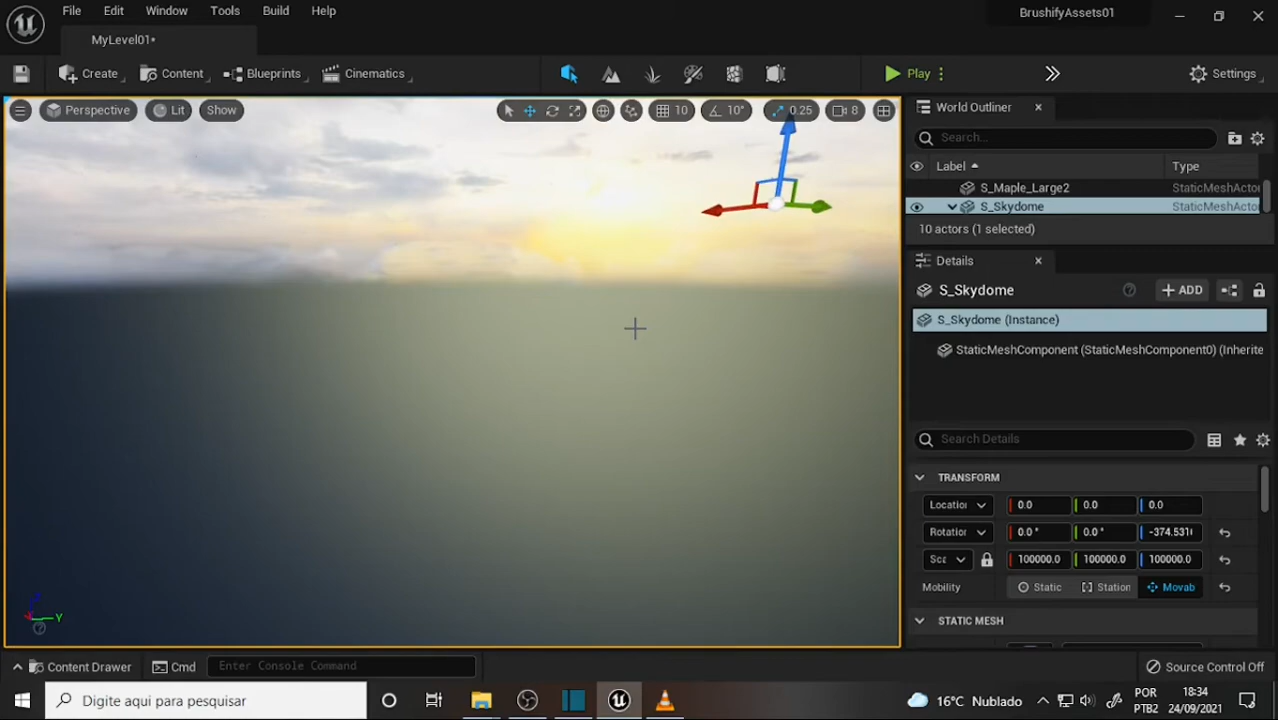 File Edit Window Tools Build Help
BrushifyAssets01
MyLevel01*
Create Content Blueprints Cinematics Play Settings
Perspective Lit Show 10 10° 0.25 8
World Outliner
Search...
Label Type
S_Maple_Large2 StaticMeshActo
S_Skydome StaticMeshActo
10 actors (1 selected)
Details
S_Skydome ADD
S_Skydome (Instance)
StaticMeshComponent (StaticMeshComponent0) (Inherite
Search Details
TRANSFORM
Location 0.0 0.0 0.0
Rotation 0.0 ° 0.0 ° -374.531
Sca 100000.0 100000.0 100000.0
Mobility Static Station Movab
STATIC MESH
Y
Content Drawer Cmd Enter Console Command Source Control Off
Digite aqui para pesquisar
16°C Nublado
POR
PTB2
18:34
24/09/2021